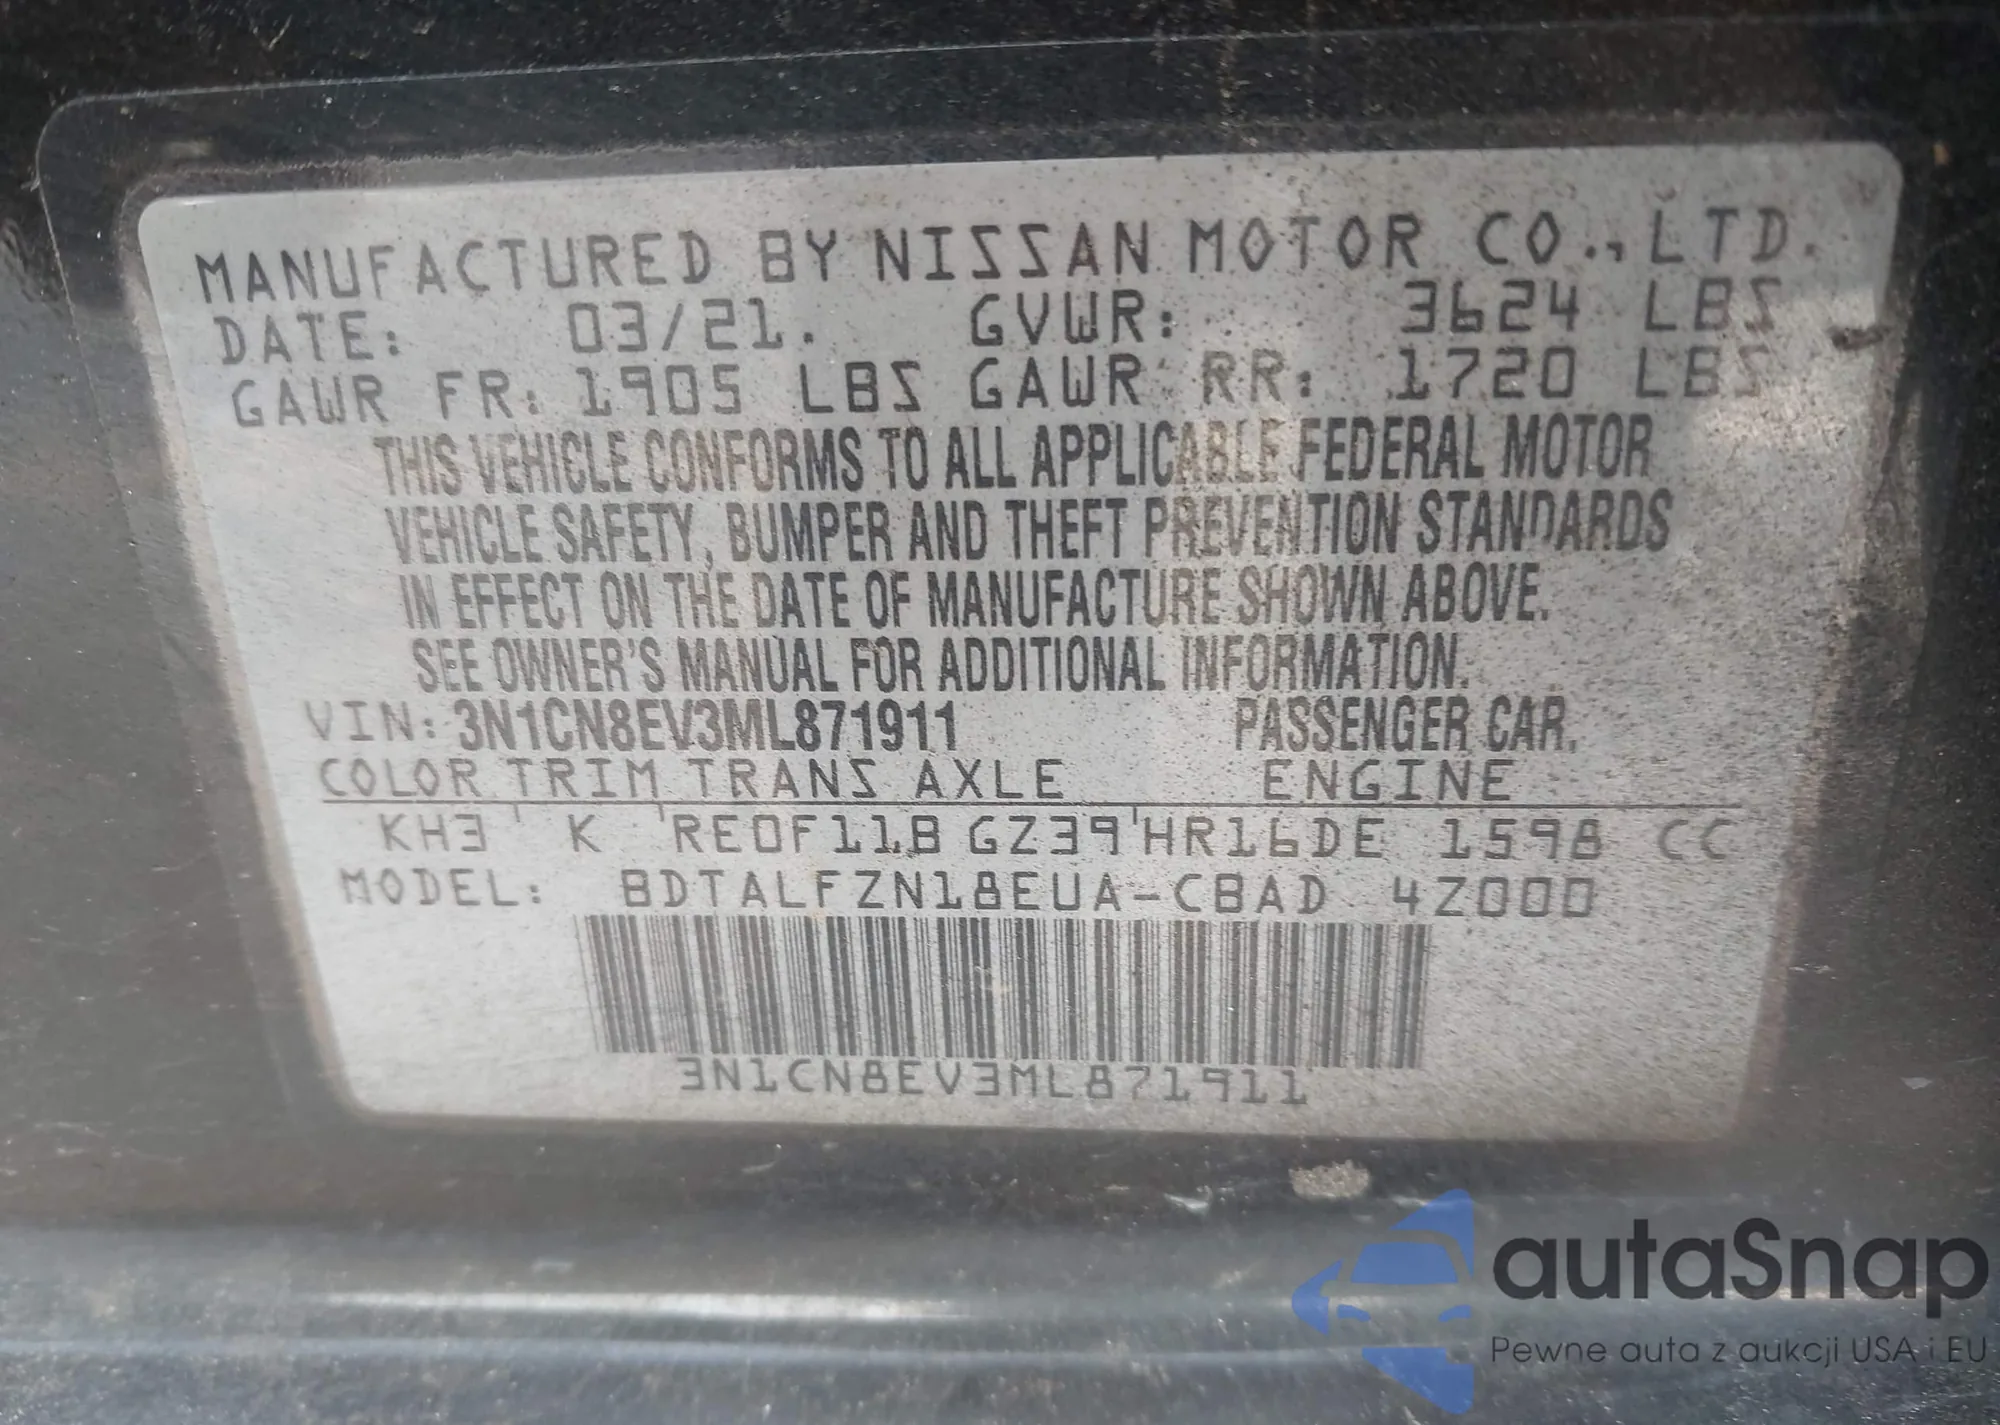 MANUFACTURED BY NISSAN MOTOR CO., LTD.
DATE: 03/21. GVWR: 3624 LBS
GAWR FR: 1905 LBS GAWR RR: 1720 LBS
THIS VEHICLE CONFORMS TO ALL APPLICABLE FEDERAL MOTOR
VEHICLE SAFETY, BUMPER AND THEFT PREVENTION STANDARDS
IN EFFECT ON THE DATE OF MANUFACTURE SHOWN ABOVE.
SEE OWNER'S MANUAL FOR ADDITIONAL INFORMATION.
VIN: 3N1CN8EV3ML871911 PASSENGER CAR.
COLOR TRIM TRANS AXLE ENGINE
KH3 K RE0F11B GZ39 HR16DE 1598 CC
MODEL: BDTALFZN18EUA-CBAD 4Z000
3N1CN8EV3ML871911
autaSnap
Pewne auta z aukcji USA i EU